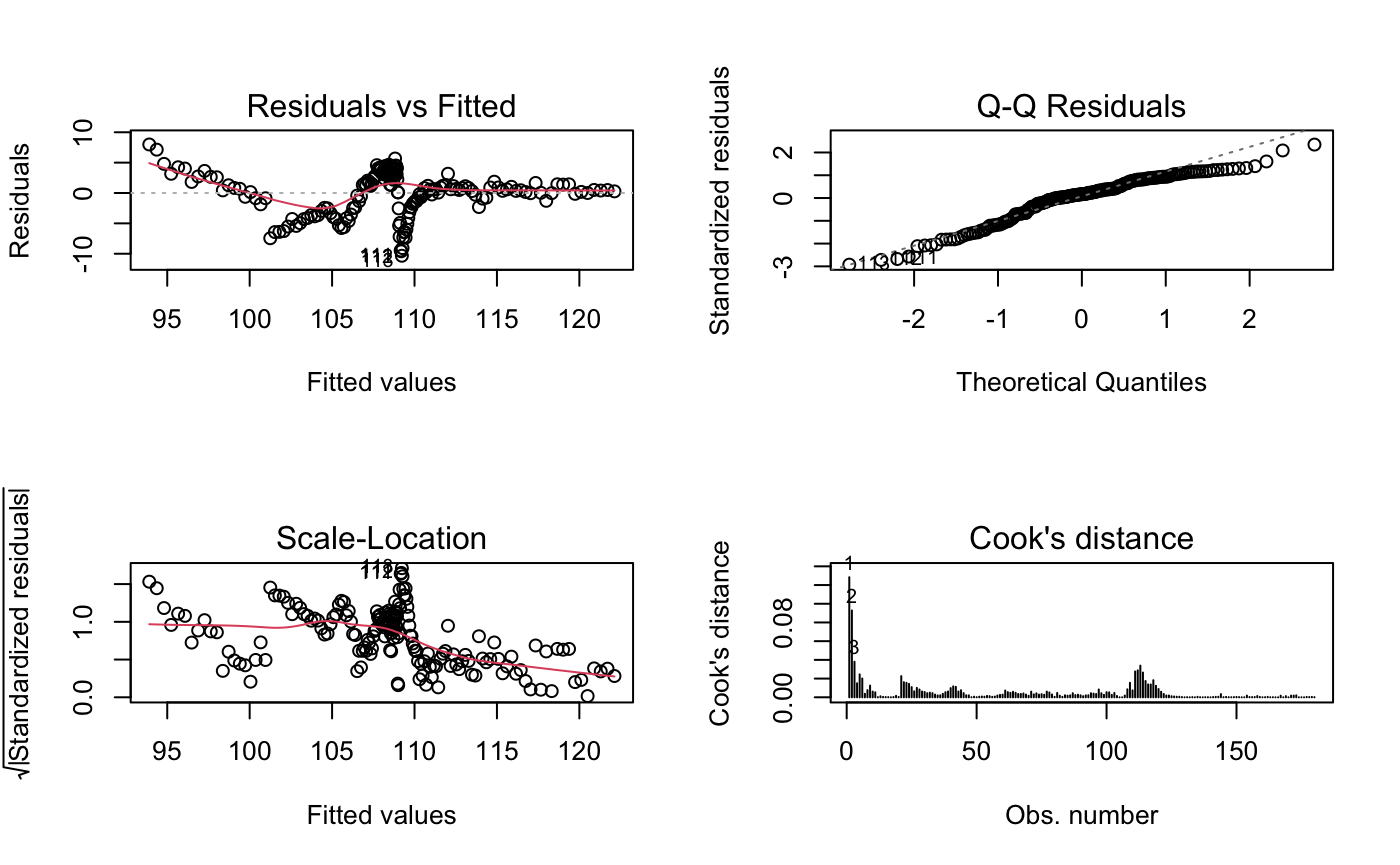 Residuals vs Fitted
Residuals
10
0
-10
95 100 105 110 115 120
Fitted values
Q-Q Residuals
Standardized residuals
2
0
-3
-2 -1 0 1 2
Theoretical Quantiles
Scale-Location
√|Standardized residuals|
1.0
0.0
95 100 105 110 115 120
Fitted values
Cook's distance
Cook's distance
0.08
0.00
1
2
3
0 50 100 150
Obs. number